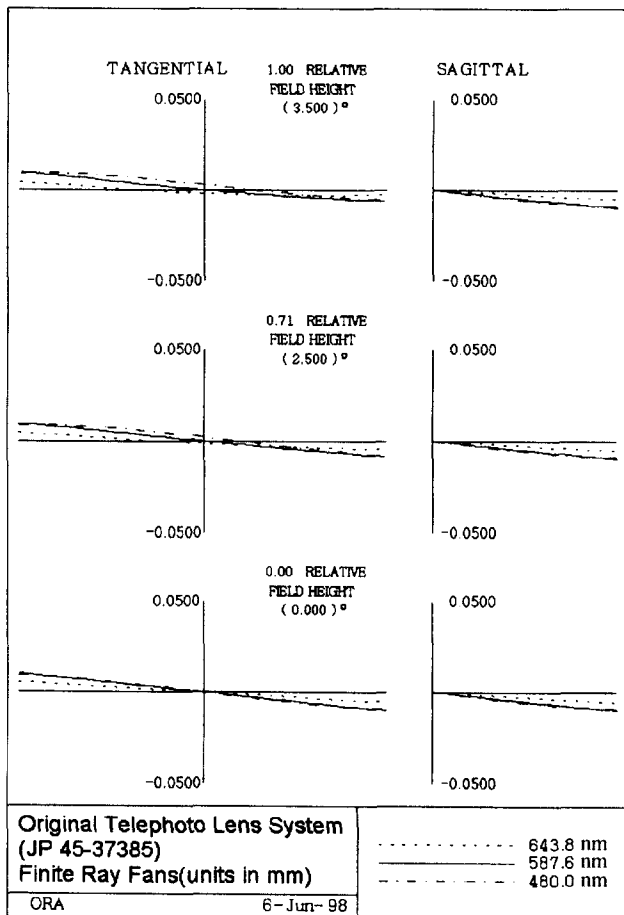 TANGENTIAL 1.00 RELATIVE SAGITTAL
FIELD HEIGHT
0.0500 (3.500)º 0.0500
-0.0500 -0.0500
0.71 RELATIVE
FIELD HEIGHT
0.0500 (2.500)º 0.0500
-0.0500 -0.0500
0.00 RELATIVE
FIELD HEIGHT
0.0500 (0.000)º 0.0500
-0.0500 -0.0500
Original Telephoto Lens System
(JP 45-37385)
Finite Ray Fans(units in mm)
ORA 6-Jun-98
643.8 nm
587.6 nm
480.0 nm